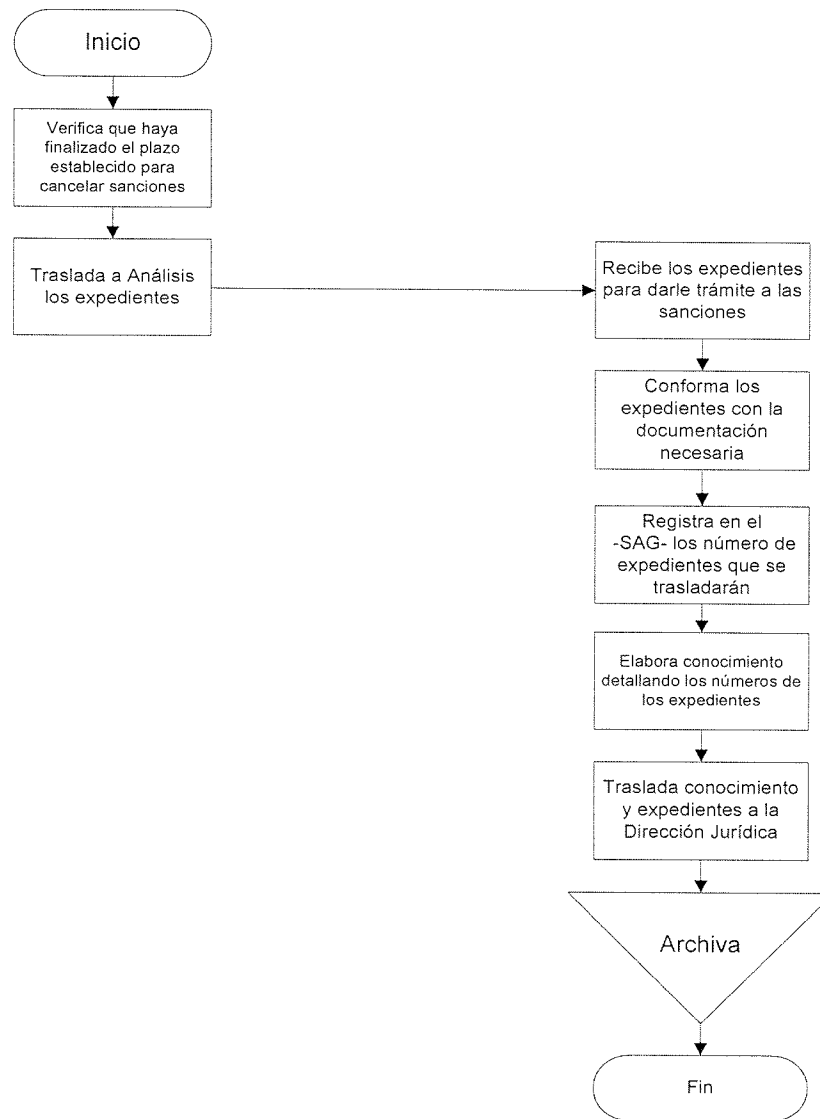 Inicio
Verifica que haya
finalizado el plazo
establecido para
cancelar sanciones
Traslada a Análisis
los expedientes
Recibe los expedientes
para darle trámite a las
sanciones
Conforma los
expedientes con la
documentación
necesaria
Registra en el
-SAG- los número de
expedientes que se
trasladarán
Elabora conocimiento
detallando los números de
los expedientes
Traslada conocimiento
y expedientes a la
Dirección Jurídica
Archiva
Fin